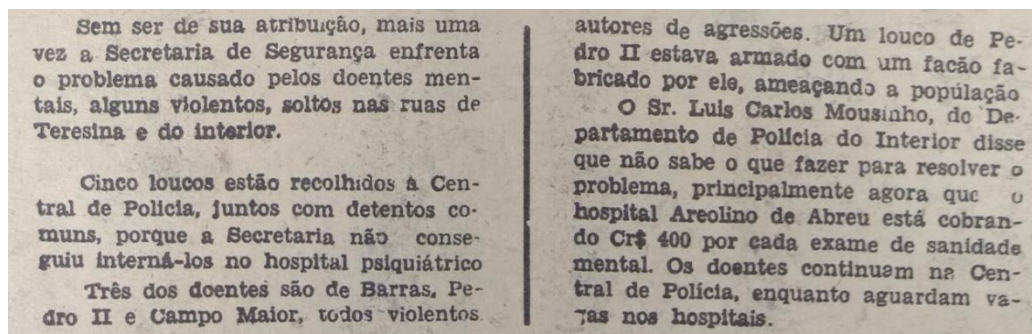 Sem ser de sua atribuição, mais uma
vez a Secretaria de Segurança enfrenta
o problema causado pelos doentes men-
tais, alguns violentos, soltos nas ruas de
Teresina e do interior.
Cinco loucos estão recolhidos à Cen-
tral de Policia, juntos com detentos co-
muns, porque a Secretaria não conse-
guiu interná-los no hospital psiquiátrico
Três dos doentes são de Barras, Pe-
dro II e Campo Maior, todos violentos
autores de agressões. Um louco de Pe-
dro II estava armado com um facão fa-
bricado por ele, ameaçando a população
O Sr. Luis Carlos Mousinho, do De-
partamento de Polícia do Interior disse
que não sabe o que fazer para resolver o
problema, principalmente agora que o
hospital Areolino de Abreu está cobran-
do Cr$ 400 por cada exame de sanidade
mental. Os doentes continuam na Cen-
tral de Polícia, enquanto aguardam va-
gas nos hospitais.